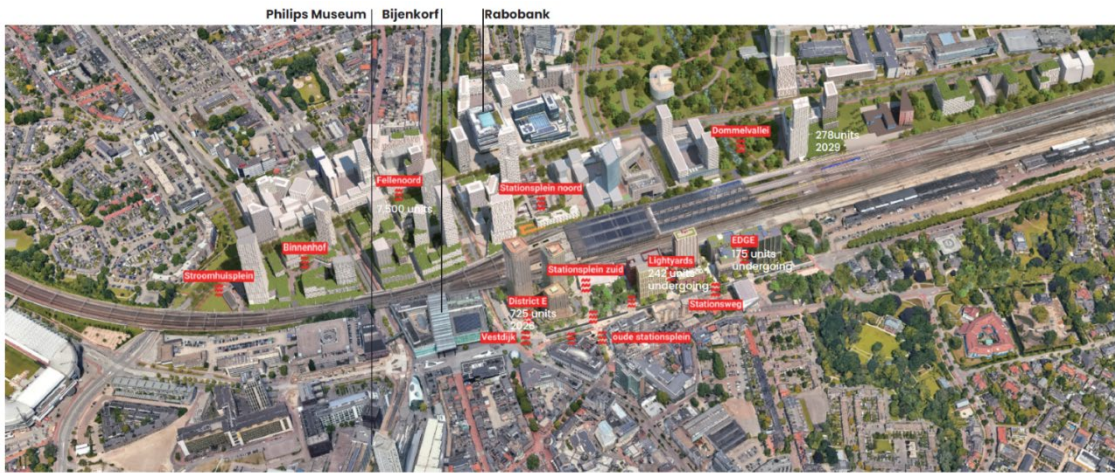 Philips Museum
Bijenkorf
Rabobank
Dommelvallei
278units
2029
Fellenoord
7,500 units
Stationsplein noord
Binnenhof
EDGE
175 units
undergoing
Stroomhuisplein
Stationsplein zuid
Lightyards
242 units
undergoing
District E
725 units
2026
Stationsweg
Vestdijk
oude stationsplein